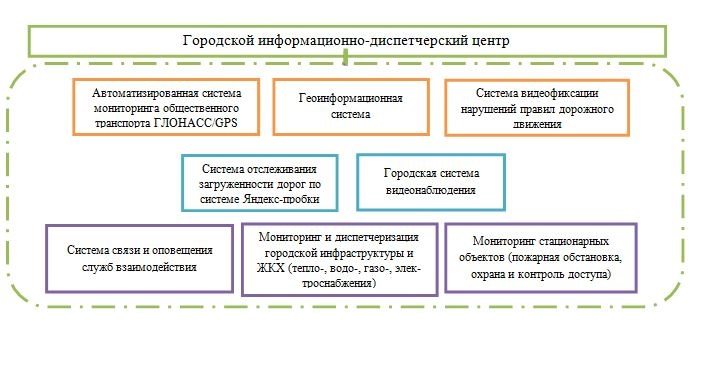 Городской информационно-диспетчерский центр
Автоматизированная система
мониторинга общественного
транспорта ГЛОНАСС/GPS
Геоинформационная
система
Система видеофиксации
нарушений правил дорожного
движения
Система отслеживания
загруженности дорог по
системе Яндекс-пробки
Городская система
видеонаблюдения
Система связи и оповещения
служб взаимодействия
Мониторинг и диспетчеризация
городской инфраструктуры и
ЖКХ (тепло-, водо-, газо-, элек-
троснабжения)
Мониторинг стационарных
объектов (пожарная обстановка,
охрана и контроль доступа)